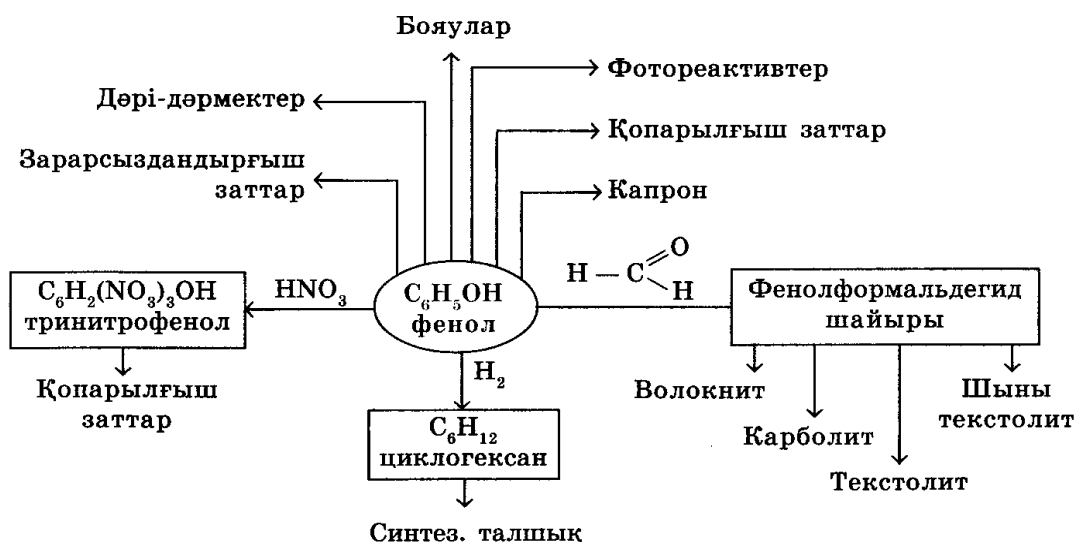 Бояулар
Фотореактивтер
Дәрі-дәрмектер
Қопарылғыш заттар
Зарарсыздандырғыш
заттар
Капрон
H – C
O
H
HNO₃
C₆H₂(NO₃)₃OH
тринитрофенол
C₆H₅OH
фенол
Фенолформальдегид
шайыры
H₂
Қопарылғыш
заттар
Волокнит
Шыны
текстолит
Карболит
C₆H₁₂
циклогексан
Текстолит
Синтез. талшық